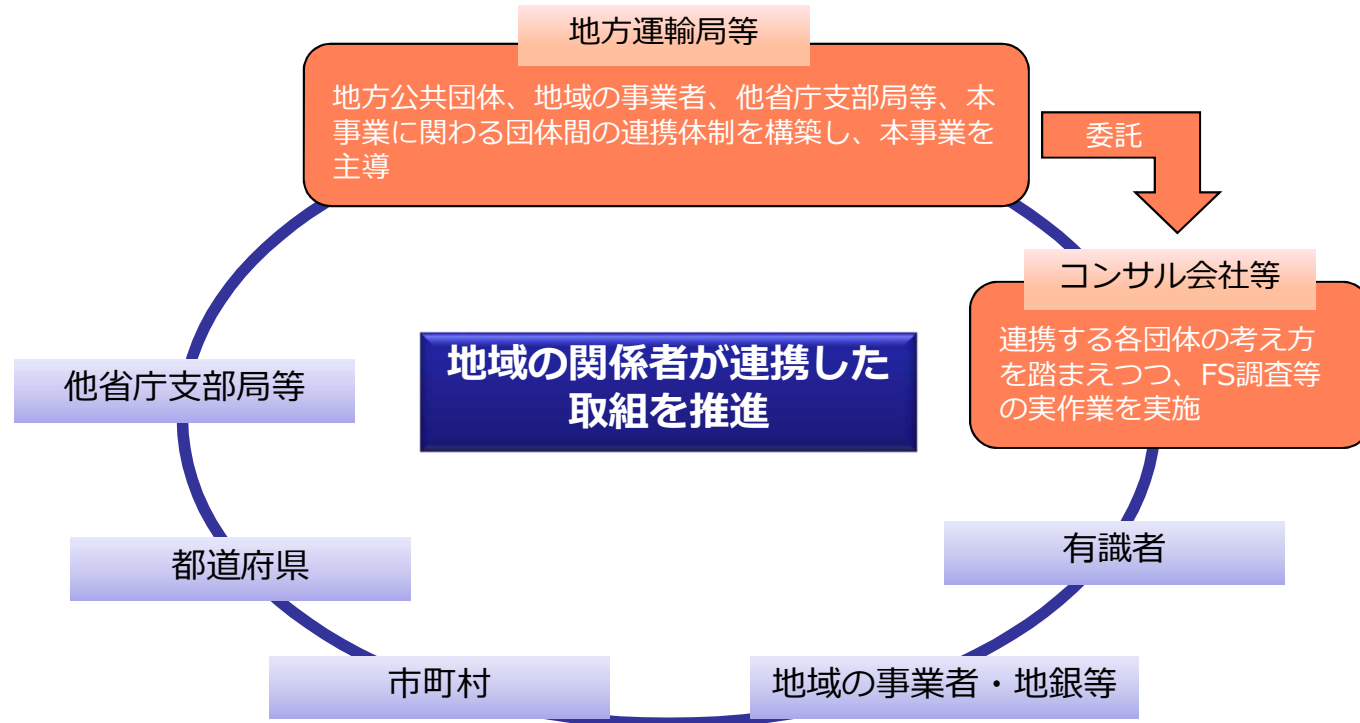 地方運輸局等
地方公共団体、地域の事業者、他省庁支部局等、本
事業に関わる団体間の連携体制を構築し、本事業を
主導
委託
コンサル会社等
連携する各団体の考え方
を踏まえつつ、FS調査等
の実作業を実施
地域の関係者が連携した
取組を推進
他省庁支部局等
有識者
都道府県
市町村
地域の事業者・地銀等